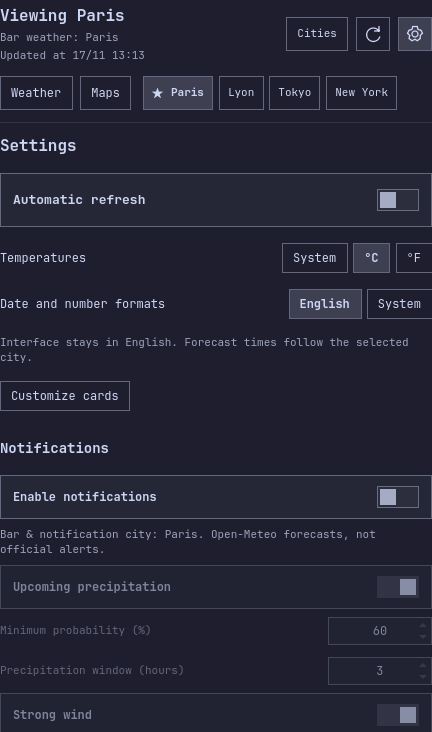 Viewing Paris
Bar weather: Paris
Updated at 17/11 13:13
Cities
Weather Maps ★ Paris Lyon Tokyo New York
Settings
Automatic refresh
Temperatures System °C °F
Date and number formats English System
Interface stays in English. Forecast times follow the selected
city.
Customize cards
Notifications
Enable notifications
Bar & notification city: Paris. Open-Meteo forecasts, not
official alerts.
Upcoming precipitation
Minimum probability (%) 60
Precipitation window (hours) 3
Strong wind